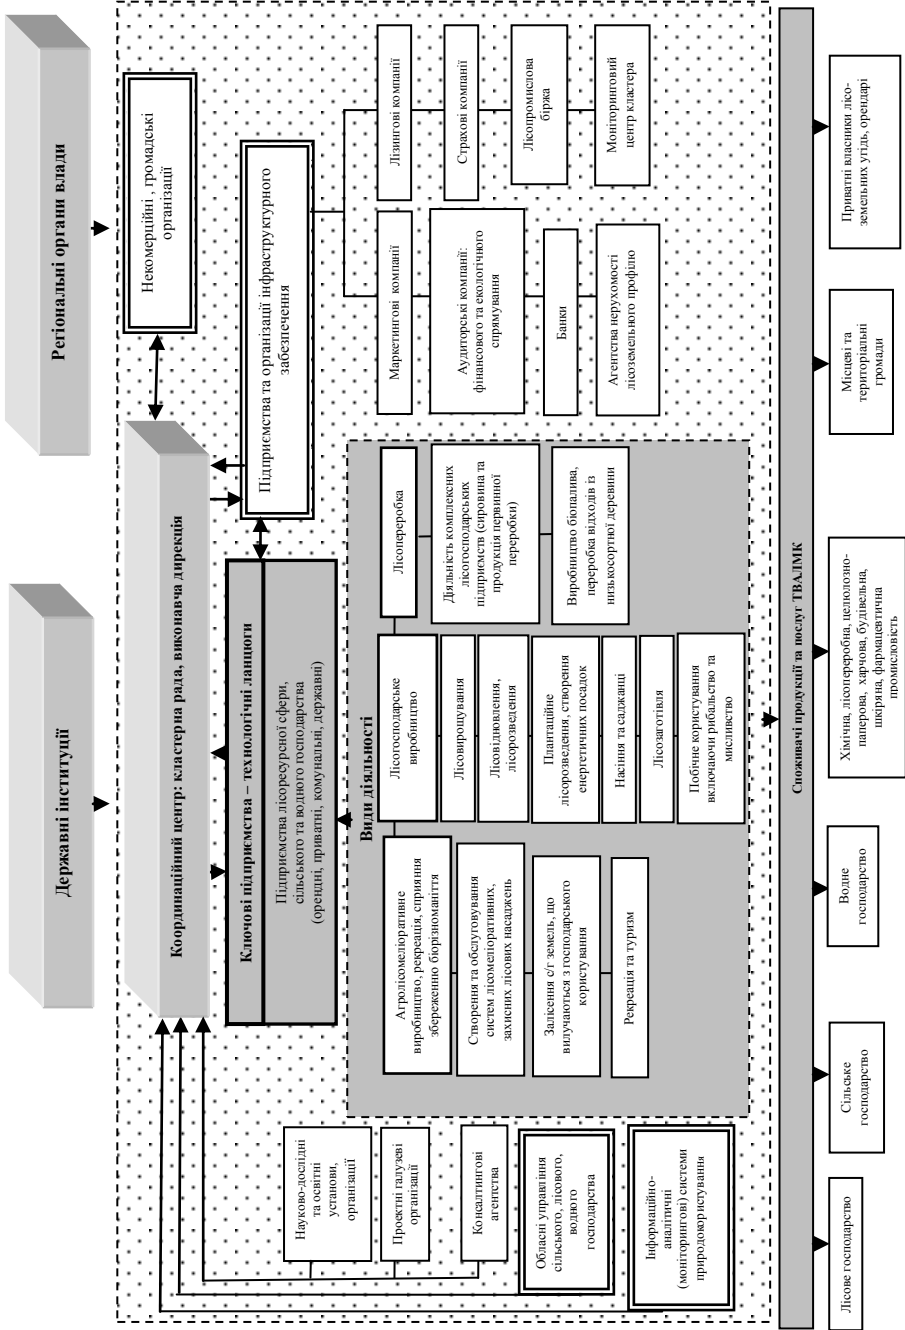 Державні інституції
Регіональні органи влади
Координаційний центр: кластерна рада, виконавча дирекція
Некомерційні , громадські
організації
Ключові підприємства – технологічні ланцюги
Підприємства лісоресурсної сфери,
сільського та водного господарства
(орендні, приватні, комунальні, державні)
Підприємства та організації інфраструктурного
забезпечення
Науково-дослідні
та освітні
установи,
організації
Проектні галузеві
організації
Консалтингові
агентства
Обласні управління
сільського, лісового,
водного
господарства
Інформаційно-
аналітичні
(моніторингові) системи
природокористування
Види діяльності
Агролісомеліоративне
виробництво, рекреація, сприяння
збереженню біорізноманіття
Створення та обслуговування
систем лісомеліоративних,
захисних лісових насаджень
Залісення с/г земель, що
вилучаються з господарського
користування
Рекреація та туризм
Лісогосподарське
виробництво
Лісовирощування
Лісовідновлення,
лісорозведення
Плантаційне
лісорозведення, створення
енергетичних посадок
Насіння та саджанці
Лісозаготівля
Побічне користування
включаючи рибальство та
мисливство
Лісопереробка
Діяльність комплексних
лісогосподарських
підприємств (сировина та
продукція первинної
переробки)
Виробництво біопалива,
переробка відходів із
низькосортної деревини
Маркетингові компанії
Аудиторські компанії:
фінансового та екологічного
спрямування
Банки
Агентства нерухомості
лісоземельного профілю
Лізингові компанії
Страхові компанії
Лісопромислова
біржа
Моніторинговий
центр кластера
Споживачі продукції та послуг ТВАЛМК
Лісове господарство
Сільське
господарство
Водне
господарство
Хімічна, лісопереробна, целюлозно-
паперова, харчова, будівельна,
шкіряна, фармацевтична
промисловість
Місцеві та
територіальні
громади
Приватні власники лісо-
земельних угідь, орендарі